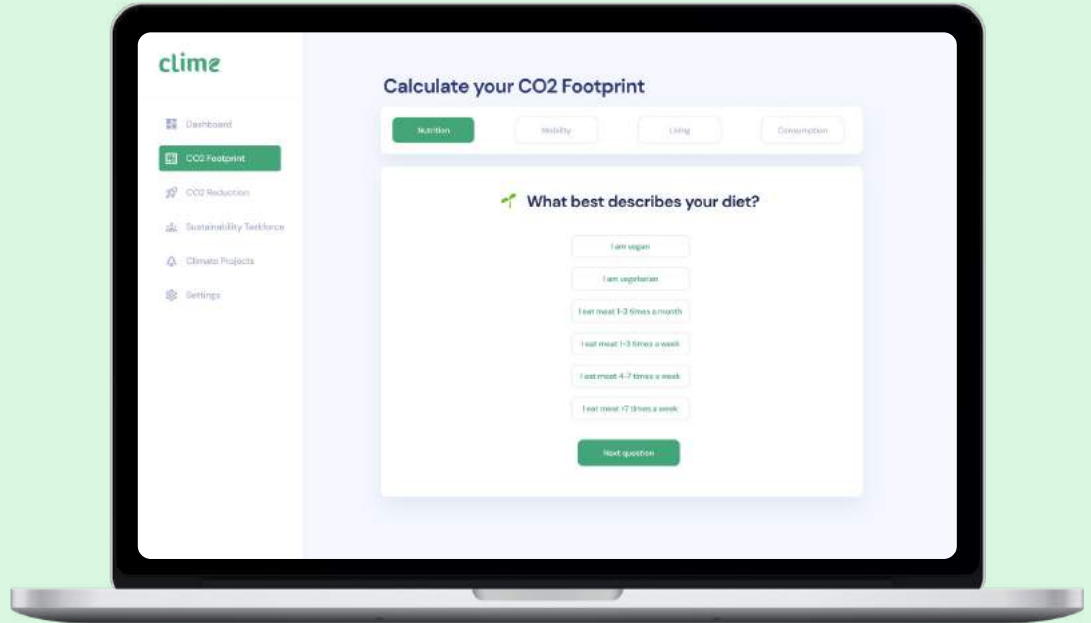 clime
Calculate your CO2 Footprint
Dashboard
CO2 Footprint
CO2 Reduction
Sustainability Taskforce
Climate Projects
Settings
Nutrition
Mobility
Living
Consumption
What best describes your diet?
I am vegan
I am vegetarian
I eat meat 1-3 times a month
I eat meat 1-3 times a week
I eat meat 4-7 times a week
I eat meat >7 times a week
Next question